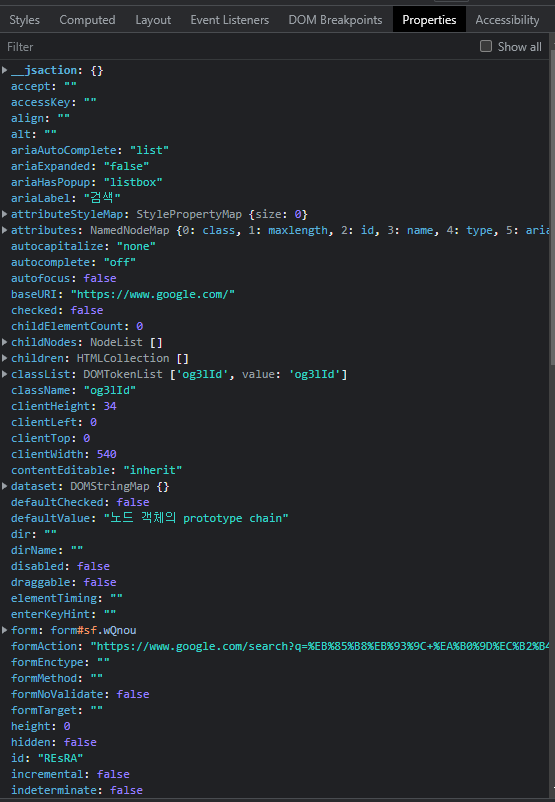 Styles Computed Layout Event Listeners DOM Breakpoints Properties Accessibility
Filter Show all
__jsaction: {}
accept: ""
accessKey: ""
align: ""
alt: ""
ariaAutoComplete: "list"
ariaExpanded: "false"
ariaHasPopup: "listbox"
ariaLabel: "검색"
attributeStyleMap: StylePropertyMap {size: 0}
attributes: NamedNodeMap {0: class, 1: maxlength, 2: id, 3: name, 4: type, 5: aria
autocapitalize: "none"
autocomplete: "off"
autofocus: false
baseURI: "https://www.google.com/"
checked: false
childElementCount: 0
childNodes: NodeList []
children: HTMLCollection []
classList: DOMTokenList ['og3lId', value: 'og3lId']
className: "og3lId"
clientHeight: 34
clientLeft: 0
clientTop: 0
clientWidth: 540
contentEditable: "inherit"
dataset: DOMStringMap {}
defaultChecked: false
defaultValue: "노드 객체의 prototype chain"
dir: ""
dirName: ""
disabled: false
draggable: false
elementTiming: ""
enterKeyHint: ""
form: form#sf.wQnou
formAction: "https://www.google.com/search?q=%EB%85%B8%EB%93%9C+%EA%B0%9D%EC%B2%B4
formEnctype: ""
formMethod: ""
formNoValidate: false
formTarget: ""
height: 0
hidden: false
id: "REsRA"
incremental: false
indeterminate: false